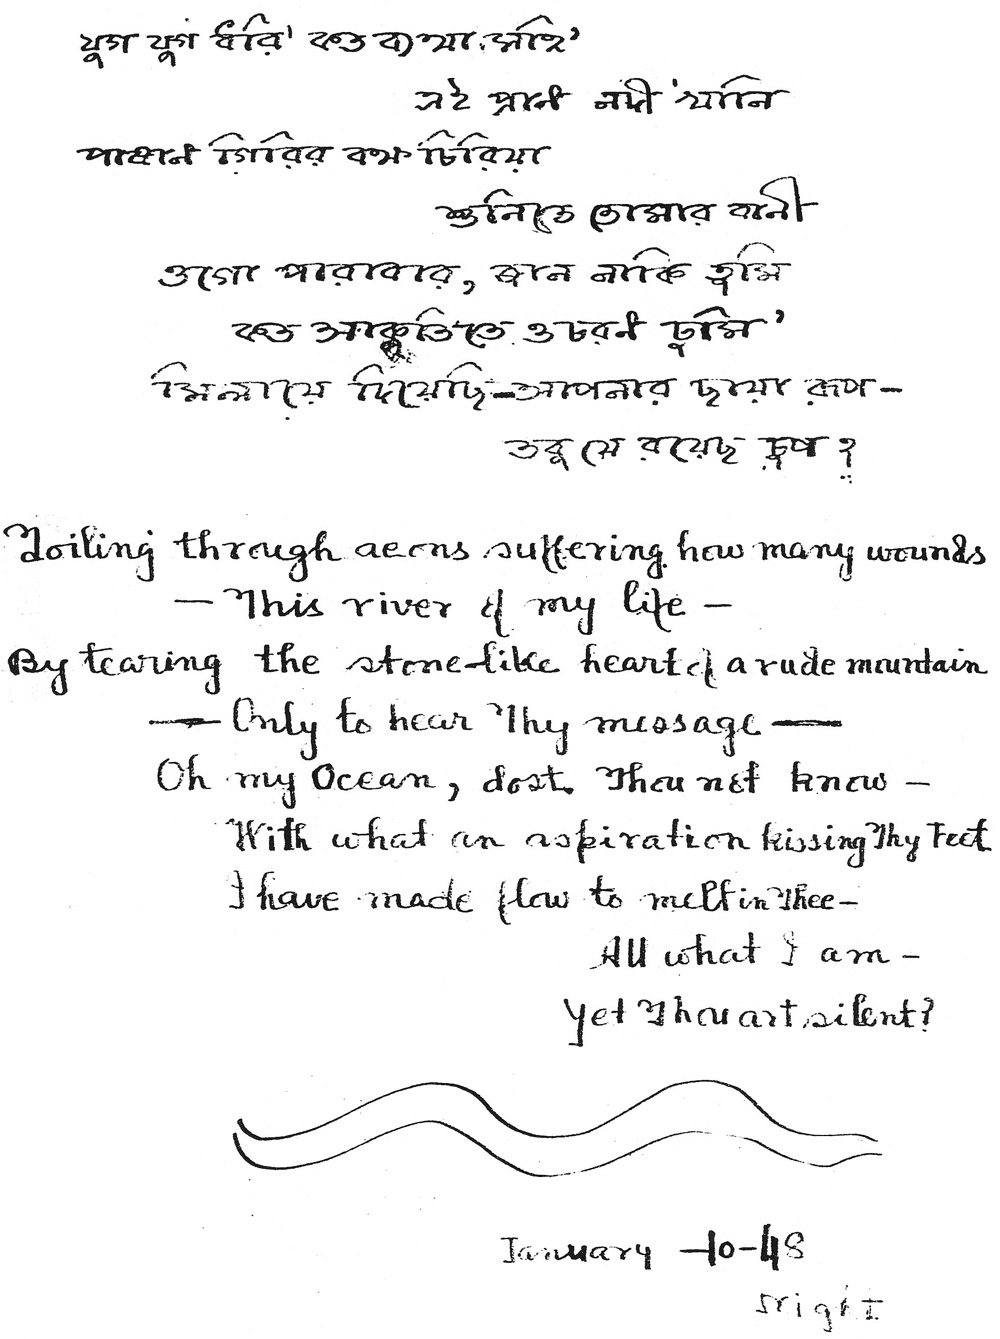 যুগ যুগ ধরি' কত ব্যথা সহি'
এই প্রান নদী খানি
পাষান গিরির বক্ষ চিরিয়া
শুনিতে তোমার বানী
ওগো পারাবার, জান নাকি তুমি
কত আকুতিতে ও চরন চুমি'
মিলায়ে দিয়েছি—আপনার ছায়া রূপ—
তবু যে রয়েছ চুপ?
Toiling through aeons suffering how many wounds
— This river of my life —
By tearing the stone-like heart of a rude mountain
— Only to hear Thy message —
Oh my Ocean, dost Thou not know —
With what an aspiration kissing Thy Feet
I have made flow to melt in Thee —
All what I am —
Yet Thou art silent?
January —10-48
night